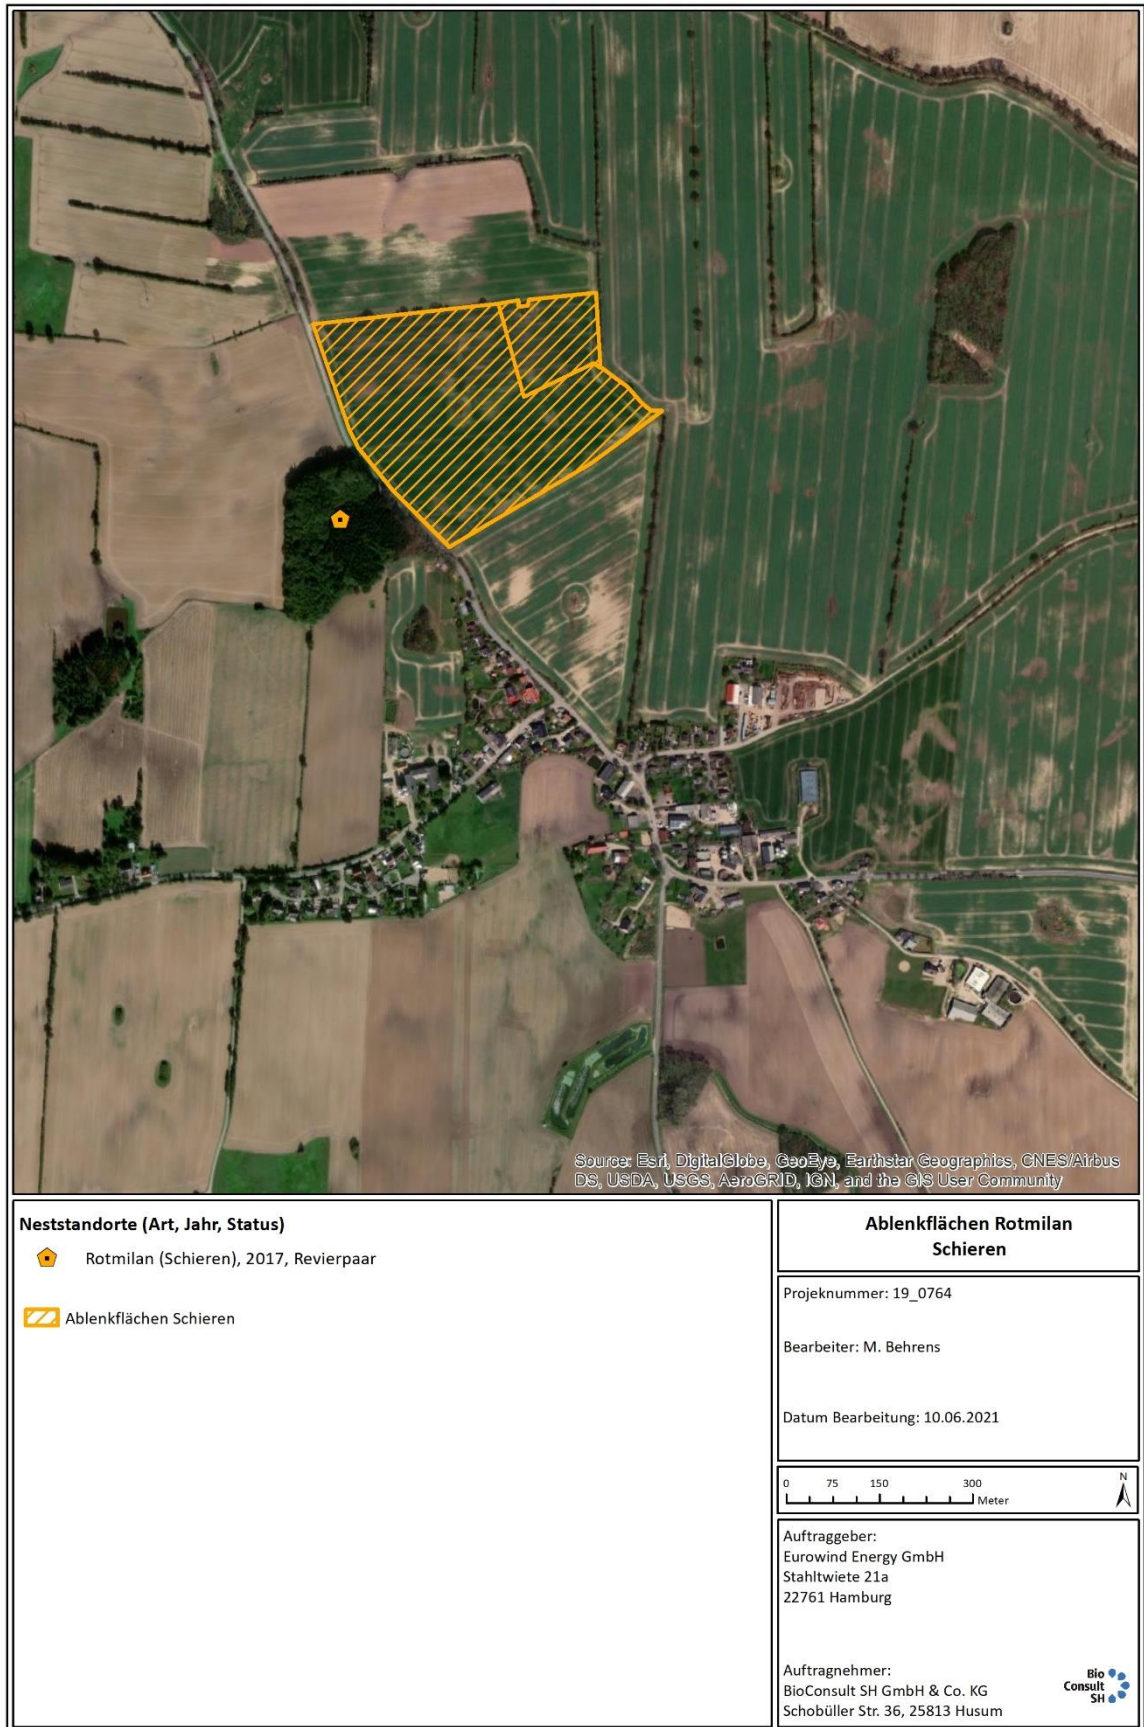 Source: Esri, DigitalGlobe, GeoEye, Earthstar Geographics, CNES/Airbus
DS, USDA, USGS, AeroGRID, IGN, and the GIS User Community
Neststandorte (Art, Jahr, Status)
Rotmilan (Schieren), 2017, Revierpaar
Ablenkflächen Schieren
Ablenkflächen Rotmilan
Schieren
Projeknummer: 19_0764
Bearbeiter: M. Behrens
Datum Bearbeitung: 10.06.2021
0 75 150 300
Meter
N
Auftraggeber:
Eurowind Energy GmbH
Stahltwiete 21a
22761 Hamburg
Auftragnehmer:
BioConsult SH GmbH & Co. KG
Schobüller Str. 36, 25813 Husum
Bio
Consult
SH